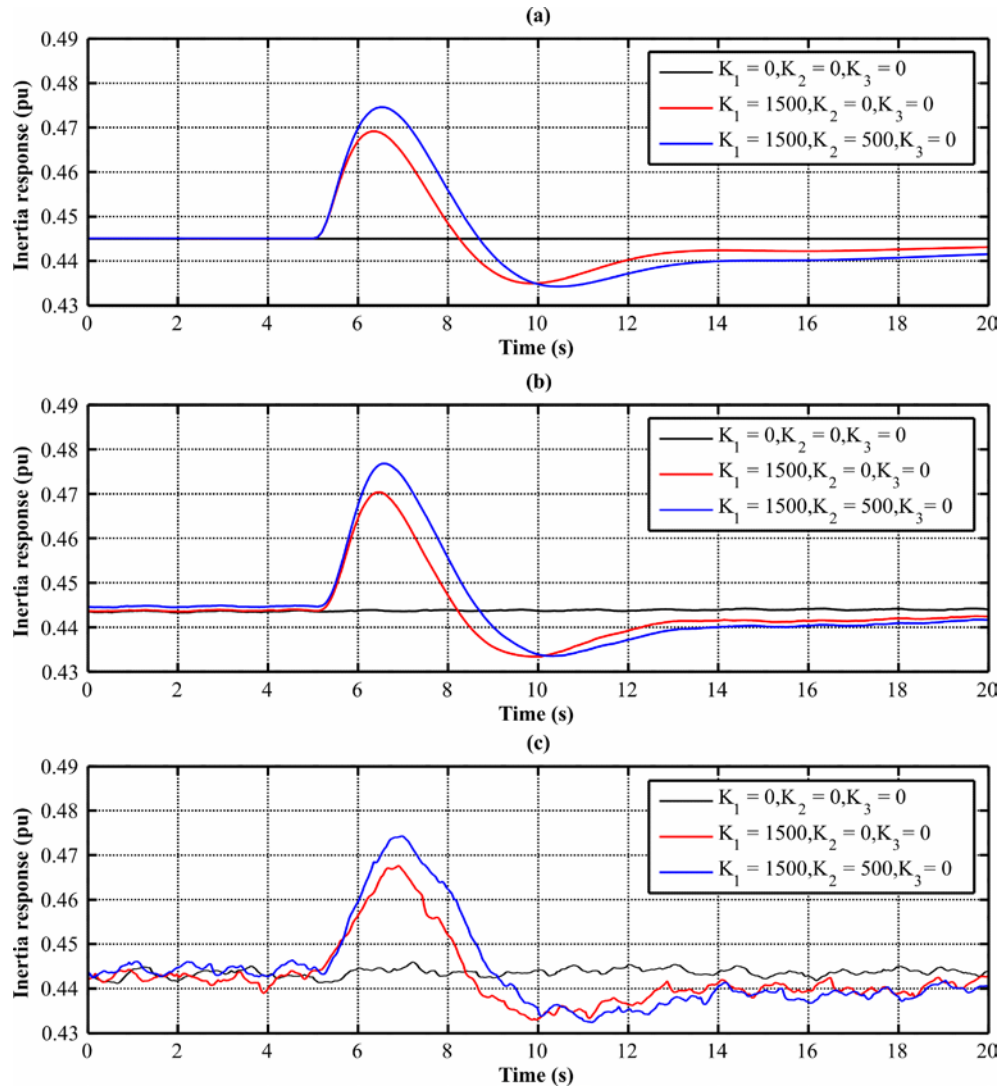 (a)
Inertia response (pu)
0.49
0.48
0.47
0.46
0.45
0.44
0.43
K1 = 0,K2 = 0,K3 = 0
K1 = 1500,K2 = 0,K3 = 0
K1 = 1500,K2 = 500,K3 = 0
0 2 4 6 8 10 12 14 16 18 20
Time (s)
(b)
Inertia response (pu)
0.49
0.48
0.47
0.46
0.45
0.44
0.43
K1 = 0,K2 = 0,K3 = 0
K1 = 1500,K2 = 0,K3 = 0
K1 = 1500,K2 = 500,K3 = 0
0 2 4 6 8 10 12 14 16 18 20
Time (s)
(c)
Inertia response (pu)
0.49
0.48
0.47
0.46
0.45
0.44
0.43
K1 = 0,K2 = 0,K3 = 0
K1 = 1500,K2 = 0,K3 = 0
K1 = 1500,K2 = 500,K3 = 0
0 2 4 6 8 10 12 14 16 18 20
Time (s)